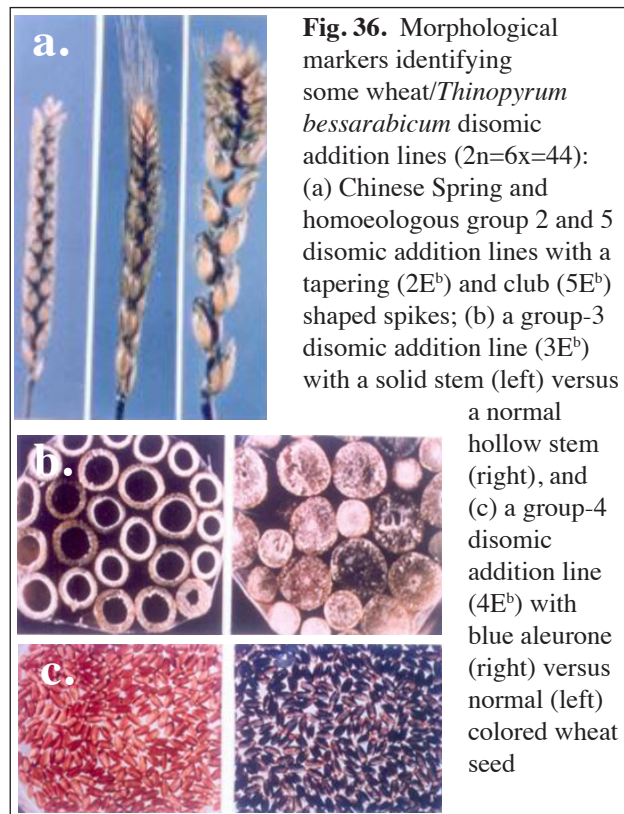 a.
Fig. 36. Morphological
markers identifying
some wheat/Thinopyrum
bessarabicum disomic
addition lines (2n=6x=44):
(a) Chinese Spring and
homoeologous group 2 and 5
disomic addition lines with a
tapering (2Eᵇ) and club (5Eᵇ)
shaped spikes; (b) a group-3
disomic addition line (3Eᵇ)
with a solid stem (left) versus
a normal
hollow stem
(right), and
(c) a group-4
disomic
addition line
(4Eᵇ) with
blue aleurone
(right) versus
normal (left)
colored wheat
seed
b.
c.